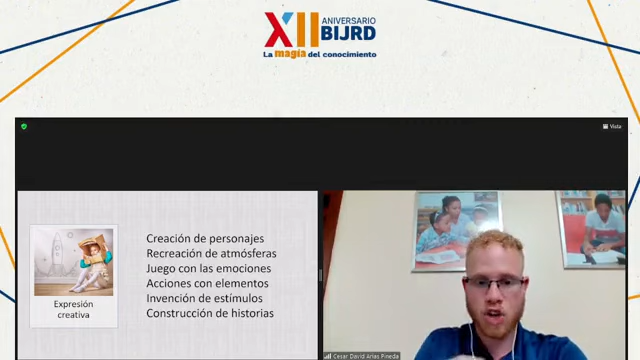 XII ANIVERSARIO
BIJRD
La magia del conocimiento
Vista
Creación de personajes
Recreación de atmósferas
Juego con las emociones
Acciones con elementos
Invención de estímulos
Construcción de historias
Expresión
creativa
Cesar David Arias Pineda